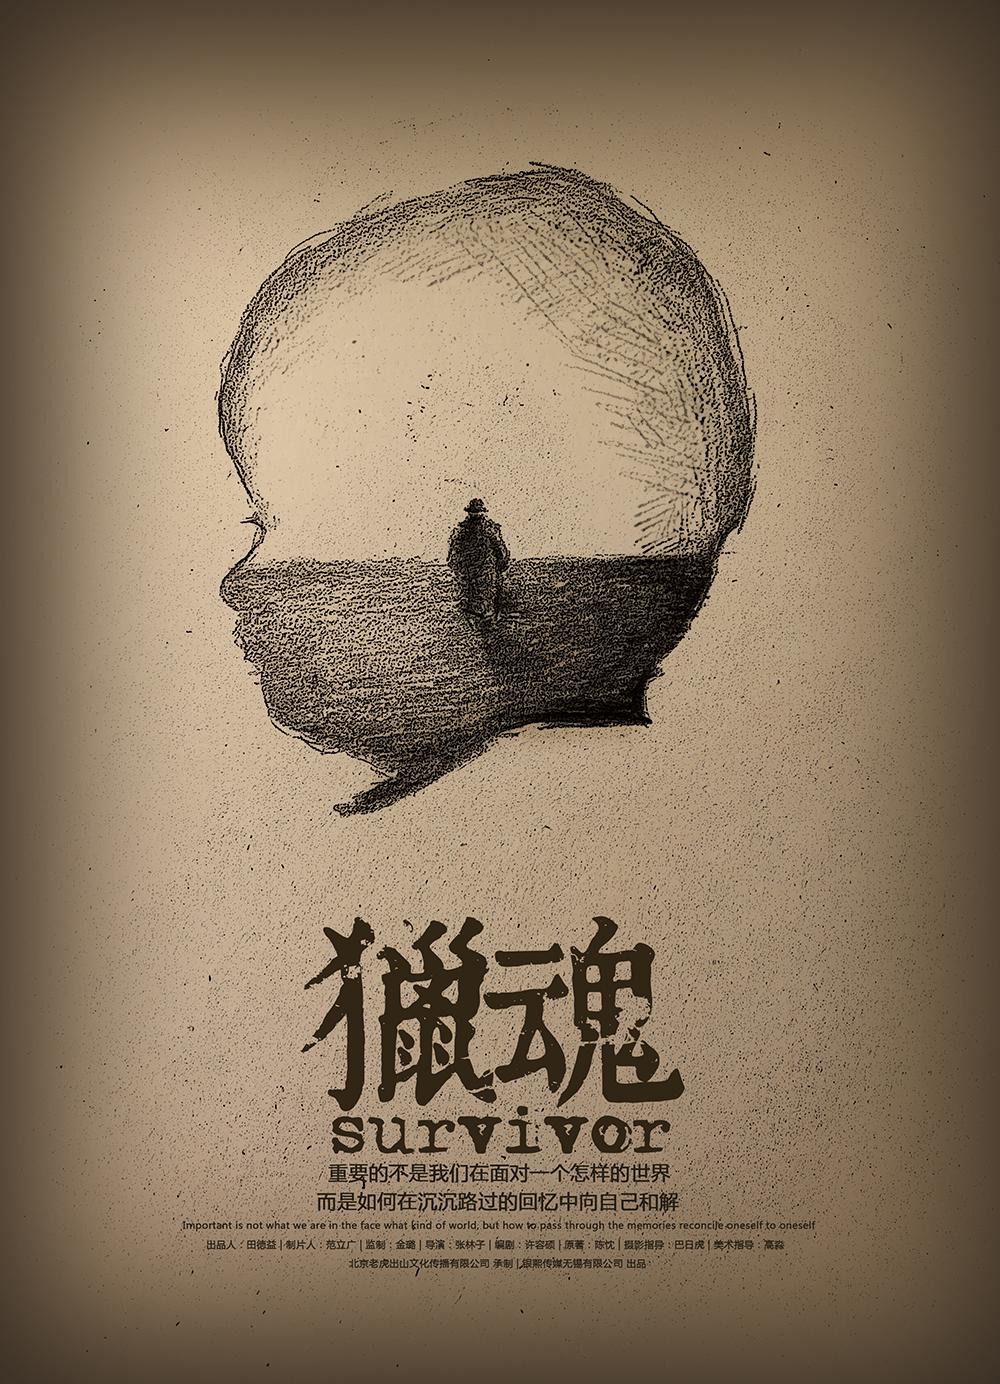 獵魂
survivor
重要的不是我们在面对一个怎样的世界
而是如何在沉沉路过的回忆中向自己和解
Important is not what we are in the face what kind of world, but how to pass through the memories reconcile oneself to oneself
出品人：田德益 | 制片人：范立广 | 监制：金璐 | 导演：张林子 | 编剧：许容硕 | 原著：陈忱 | 摄影指导：巴日虎 | 美术指导：高淼
北京老虎出山文化传播有限公司 承制 | 银熙传媒无锡有限公司 出品